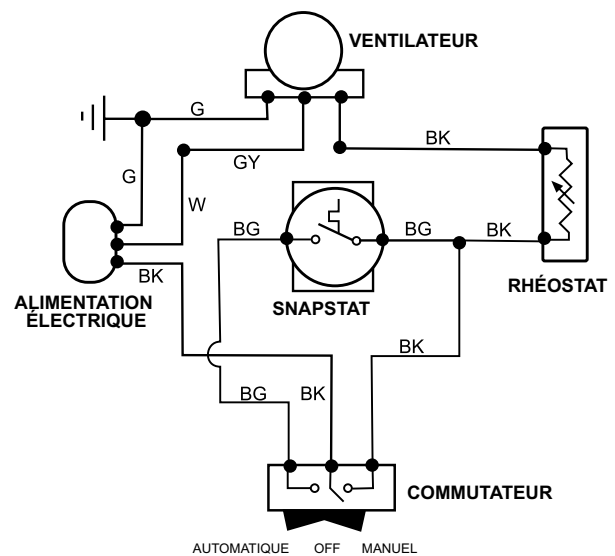 VENTILATEUR
G
BK
GY
G
W
BG
BG
BK
BK
RHÉOSTAT
SNAPSTAT
ALIMENTATION
ÉLECTRIQUE
BK
BG
BK
COMMUTATEUR
AUTOMATIQUE OFF MANUEL